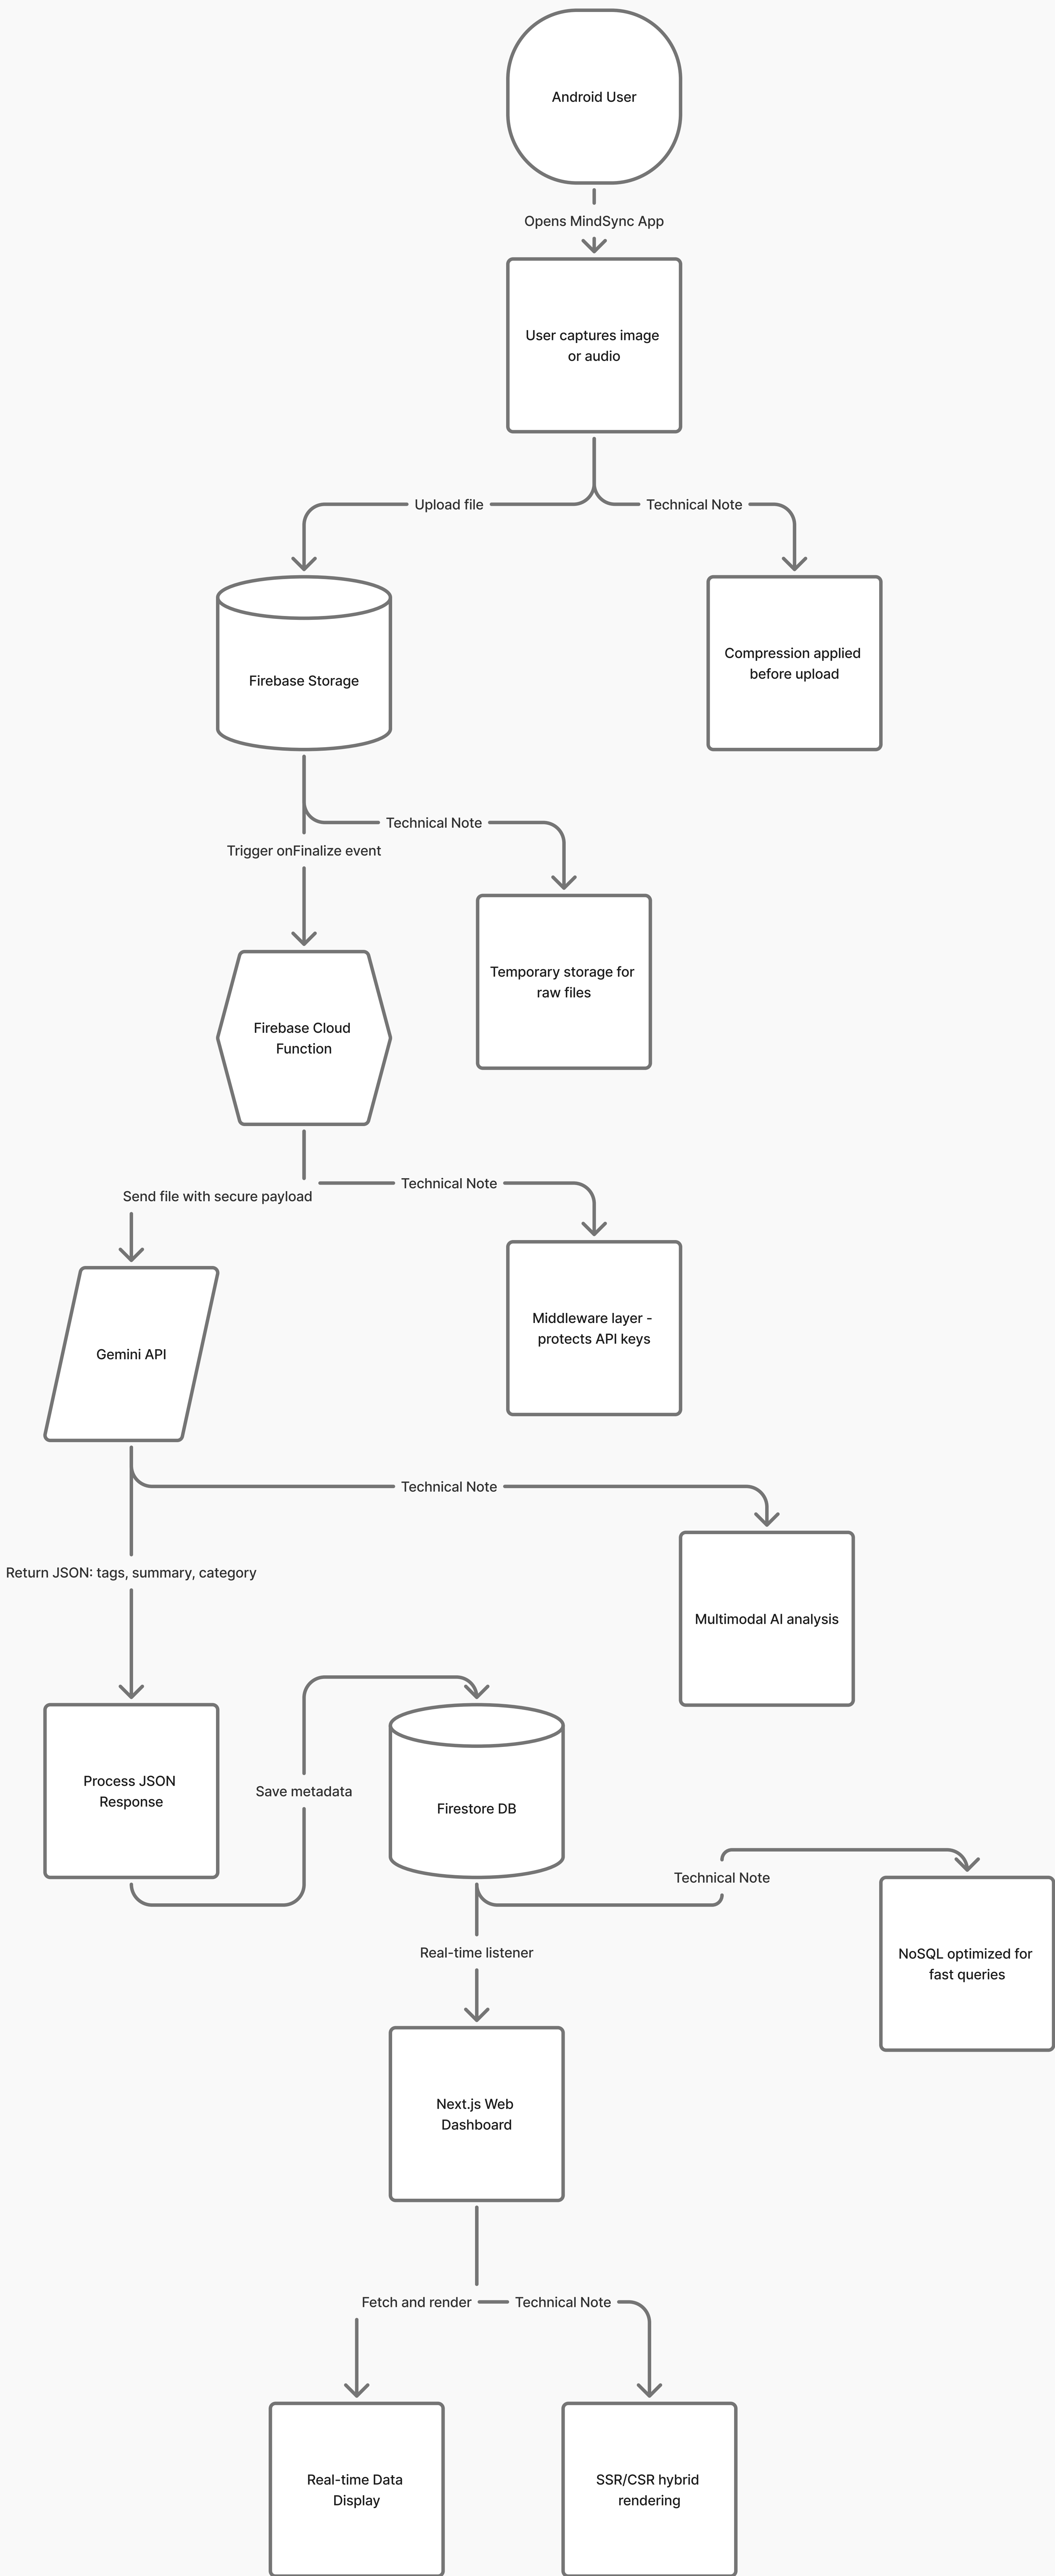 Android User
Opens MindSync App
User captures image
or audio
Upload file
Technical Note
Firebase Storage
Compression applied
before upload
Technical Note
Trigger onFinalize event
Temporary storage for
raw files
Firebase Cloud
Function
Technical Note
Send file with secure payload
Gemini API
Middleware layer -
protects API keys
Technical Note
Return JSON: tags, summary, category
Multimodal AI analysis
Process JSON
Response
Save metadata
Firestore DB
Technical Note
Real-time listener
NoSQL optimized for
fast queries
Next.js Web
Dashboard
Fetch and render
Technical Note
Real-time Data
Display
SSR/CSR hybrid
rendering